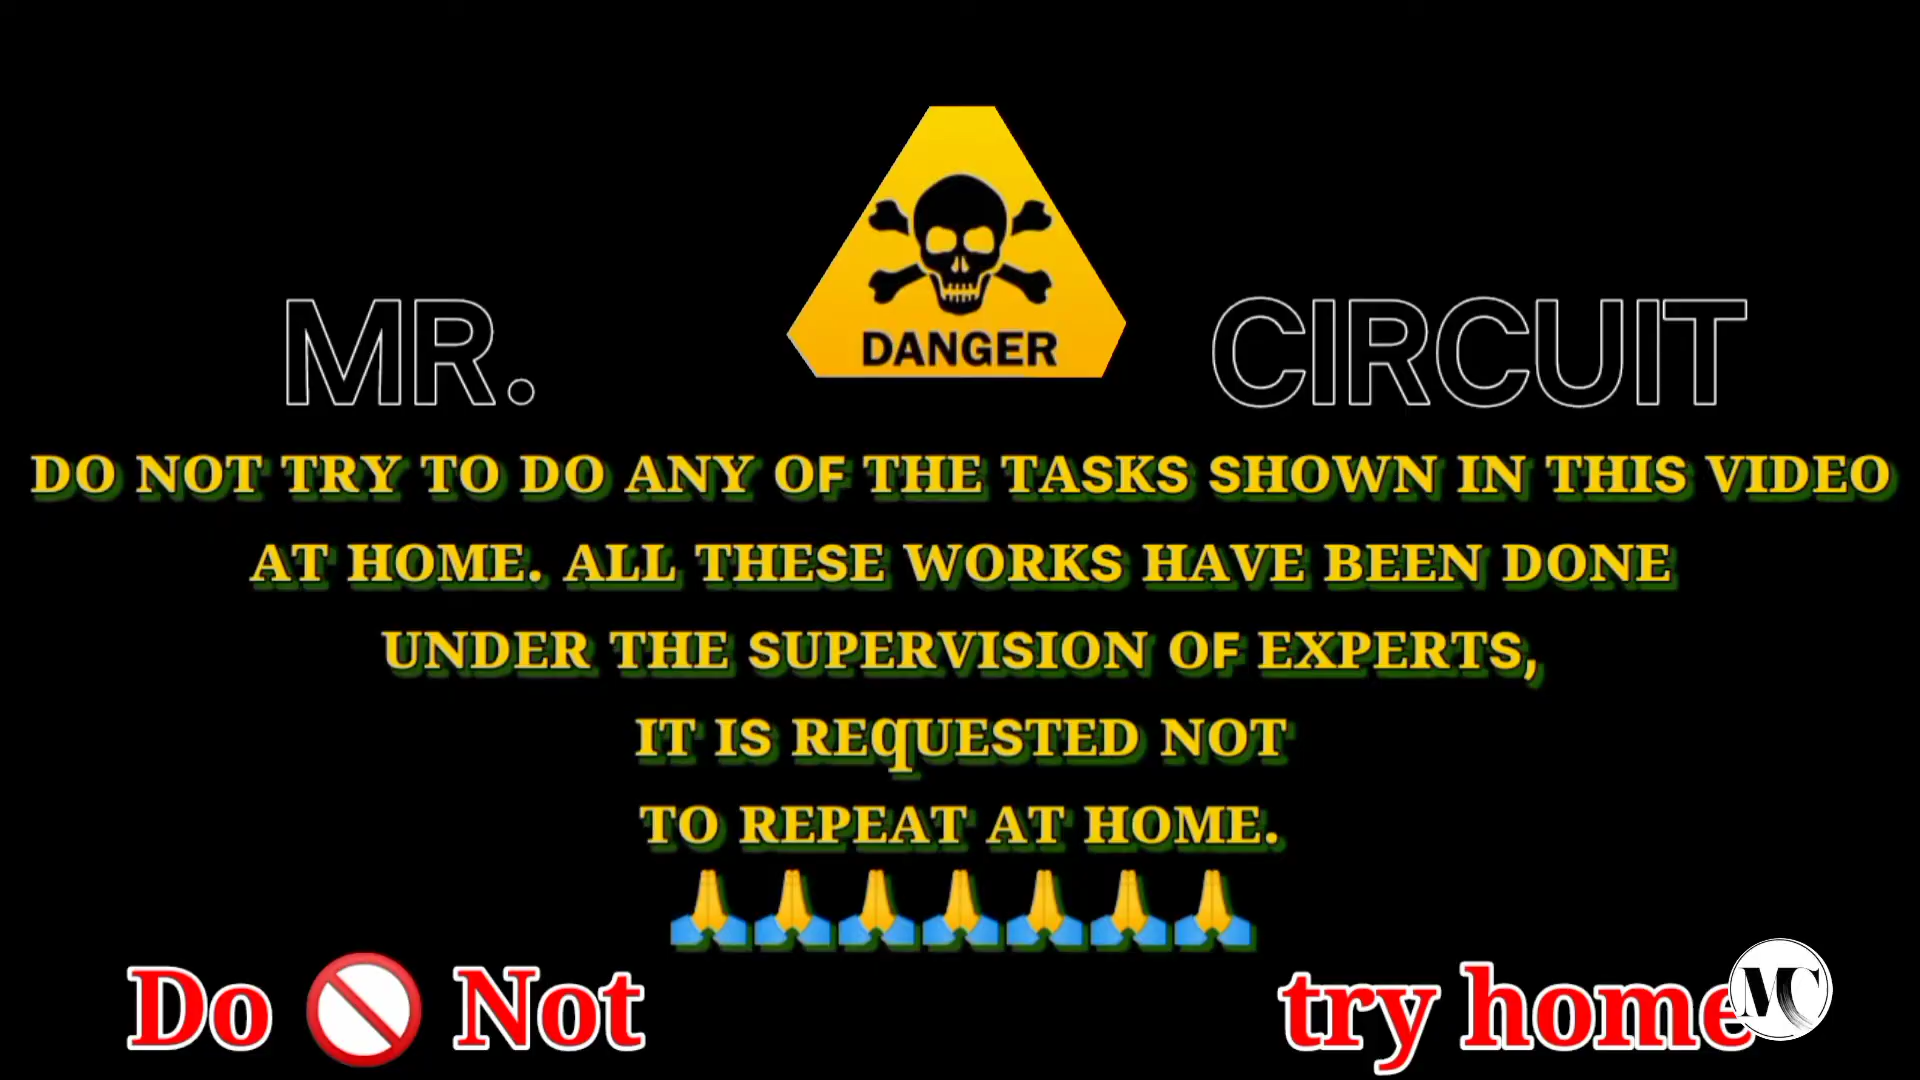 DANGER
MR. CIRCUIT
DO NOT TRY TO DO ANY OF THE TASKS SHOWN IN THIS VIDEO
AT HOME. ALL THESE WORKS HAVE BEEN DONE
UNDER THE SUPERVISION OF EXPERTS,
IT IS REqUESTED NOT
TO REPEAT AT HOME.
🙏🙏🙏🙏🙏🙏🙏
Do 🚫 Not try home
MC